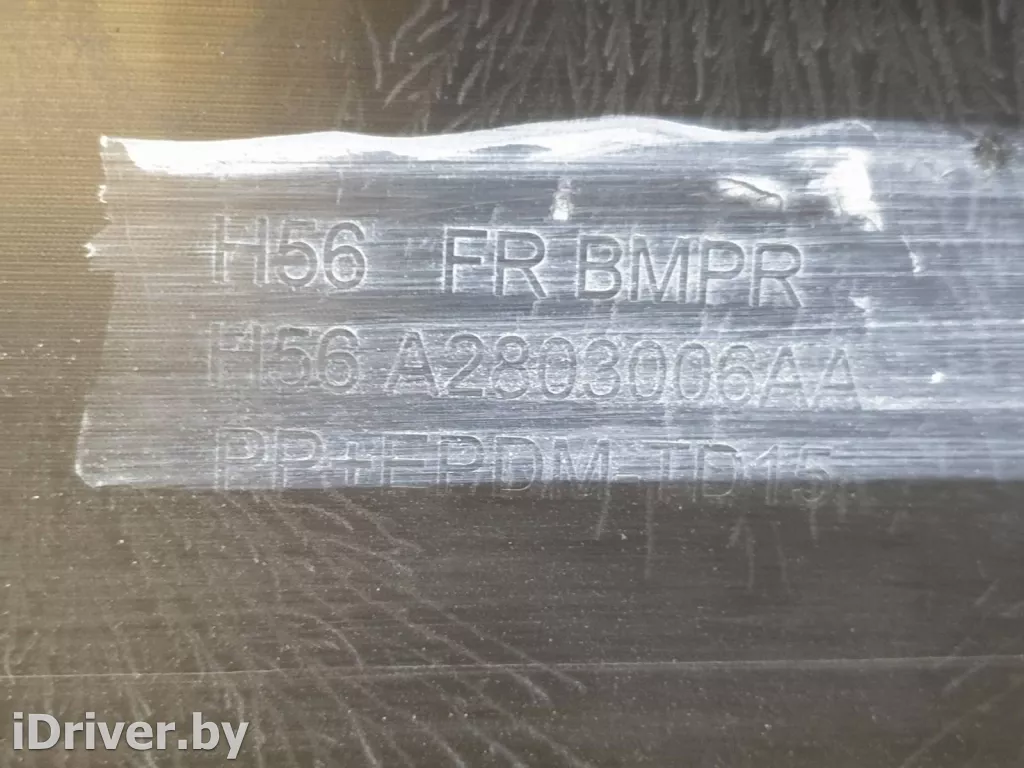 H56 FR BMPR
H56 A2803006AA
PP+EPDM-TD15
iDriver.by